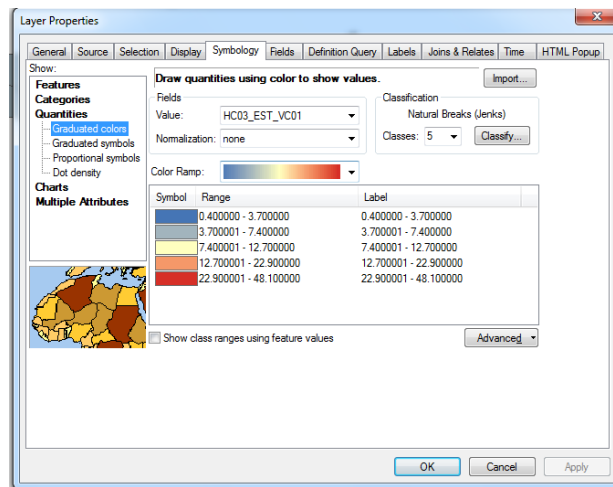 Layer Properties
General Source Selection Display Symbology Fields Definition Query Labels Joins & Relates Time HTML Popup
Show:
Features
Categories
Quantities
Graduated colors
Graduated symbols
Proportional symbols
Dot density
Charts
Multiple Attributes
Draw quantities using color to show values.
Import...
Fields
Value: HC03_EST_VC01
Normalization: none
Classification
Natural Breaks (Jenks)
Classes: 5 Classify...
Color Ramp:
Symbol Range Label
0.400000 - 3.700000 0.400000 - 3.700000
3.700001 - 7.400000 3.700001 - 7.400000
7.400001 - 12.700000 7.400001 - 12.700000
12.700001 - 22.900000 12.700001 - 22.900000
22.900001 - 48.100000 22.900001 - 48.100000
Show class ranges using feature values
Advanced
OK Cancel Apply